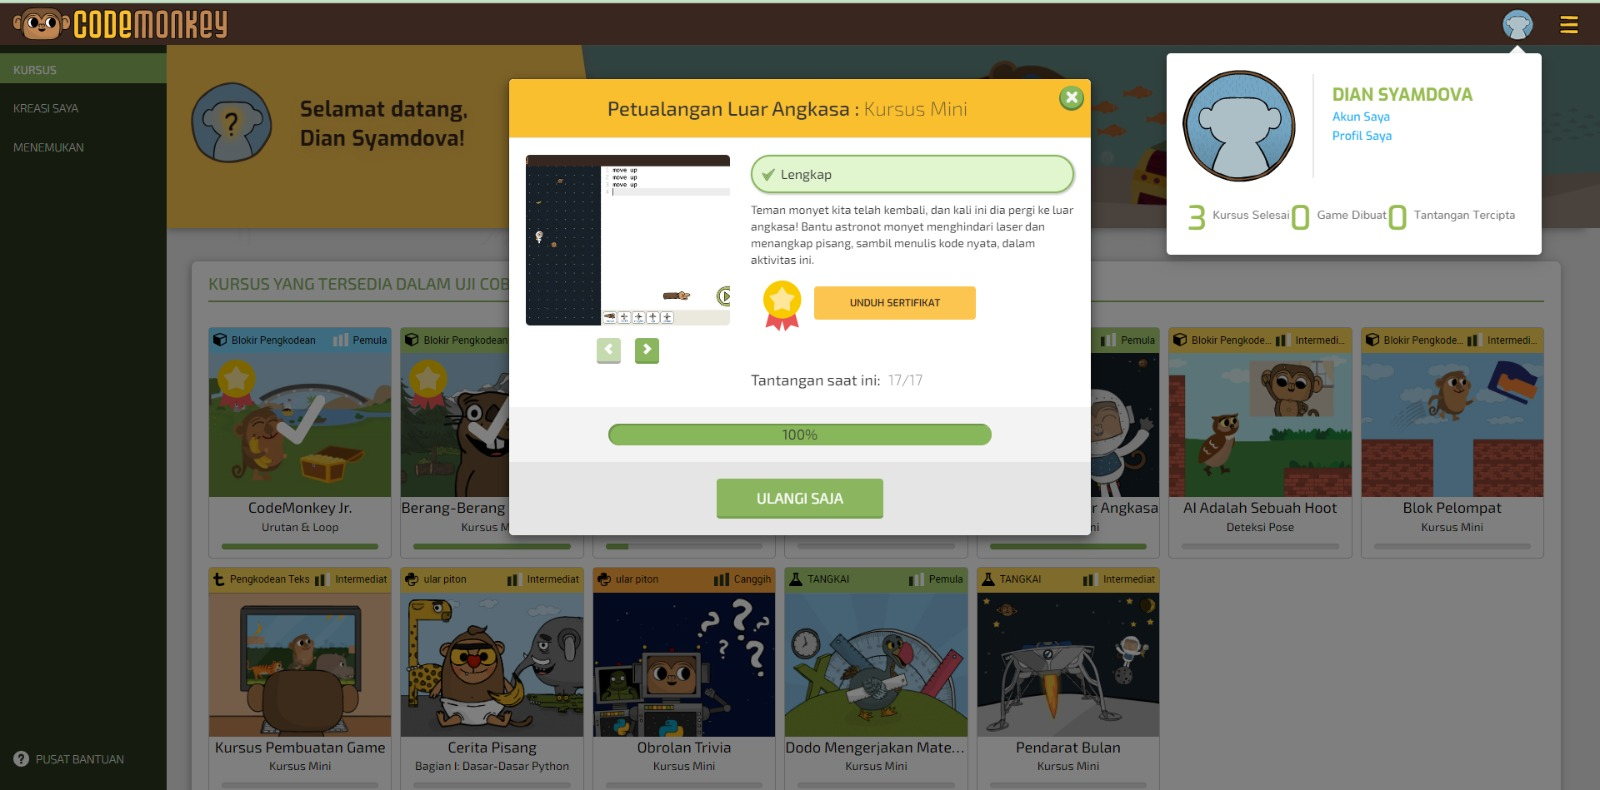 CODEMONKEY
KURSUS
KREASI SAYA
MENEMUKAN
PUSAT BANTUAN
?
Selamat datang,
Dian Syamdova!
DIAN SYAMDOVA
Akun Saya
Profil Saya
3 Kursus Selesai 0 Game Dibuat 0 Tantangan Tercipta
Petualangan Luar Angkasa : Kursus Mini
1 move up
2 move up
3 move up
4
Lengkap
Teman monyet kita telah kembali, dan kali ini dia pergi ke luar
angkasa! Bantu astronot monyet menghindari laser dan
menangkap pisang, sambil menulis kode nyata, dalam
aktivitas ini.
UNDUH SERTIFIKAT
Tantangan saat ini: 17/17
100%
ULANGI SAJA
KURSUS YANG TERSEDIA DALAM UJI COB
Blokir Pengkodean Pemula
CodeMonkey Jr.
Urutan & Loop
Blokir Pengkodean
Berang-Berang
Kursus M
Pemula
r Angkasa
ni
Blokir Pengkode... Intermedi...
AI Adalah Sebuah Hoot
Deteksi Pose
Blokir Pengkode... Intermedi...
Blok Pelompat
Kursus Mini
Pengkodean Teks Intermediat
Kursus Pembuatan Game
Kursus Mini
ular piton Intermediat
Cerita Pisang
Bagian I: Dasar-Dasar Python
ular piton Canggih
? ? ? ?
Obrolan Trivia
Kursus Mini
TANGKAI Pemula
Dodo Mengerjakan Mate...
Kursus Mini
TANGKAI Intermediat
Pendarat Bulan
Kursus Mini